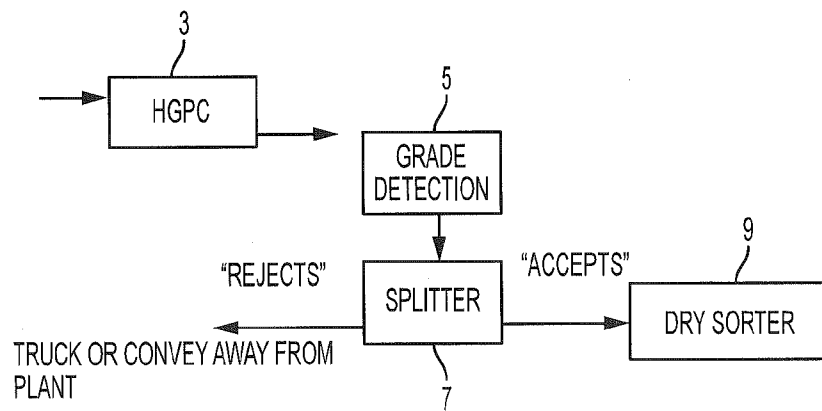 3
HGPC
5
GRADE
DETECTION
"REJECTS"
SPLITTER
7
"ACCEPTS"
9
DRY SORTER
TRUCK OR CONVEY AWAY FROM
PLANT